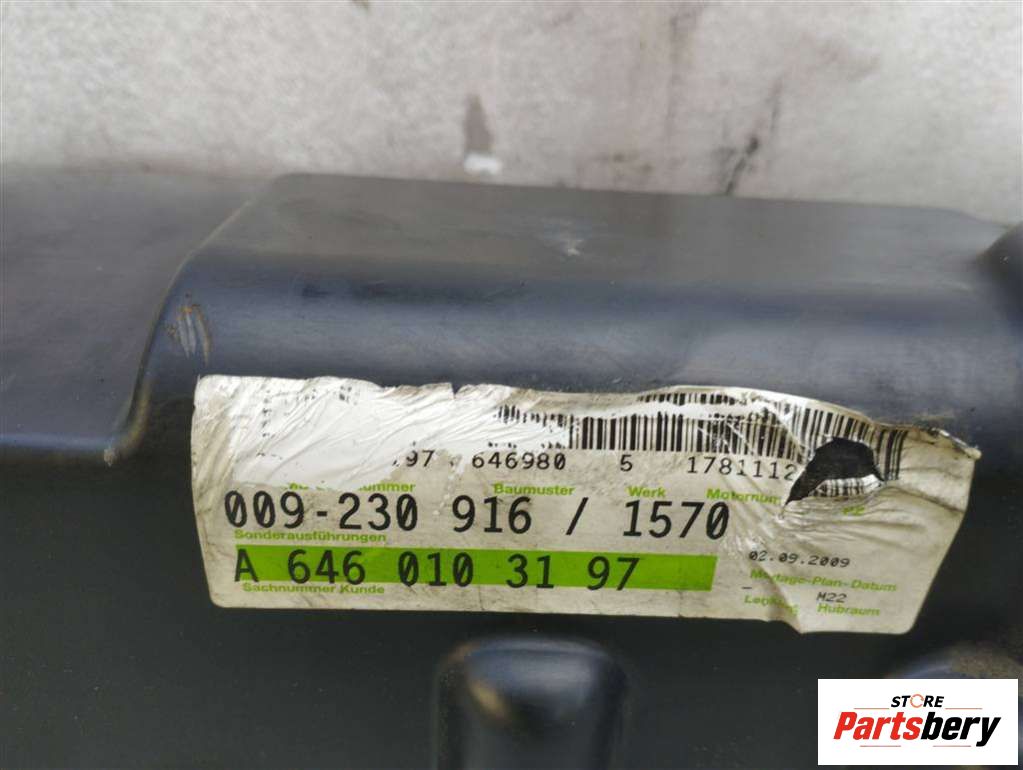 97 646980 5 1781112
Baumuster Werk
009-230 916 / 1570
Sonderausführungen
A 646 010 31 97
Sachnummer Kunde
02.09.2009
Montage-Plan-Datum
– M22
Hubraum
STORE
Partsbery